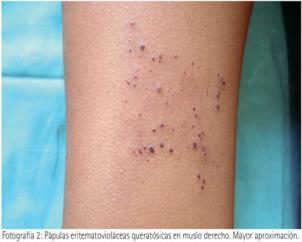 Fotografía 2: Pápulas eritematovioláceas queratósicas en muslo derecho. Mayor aproximación.